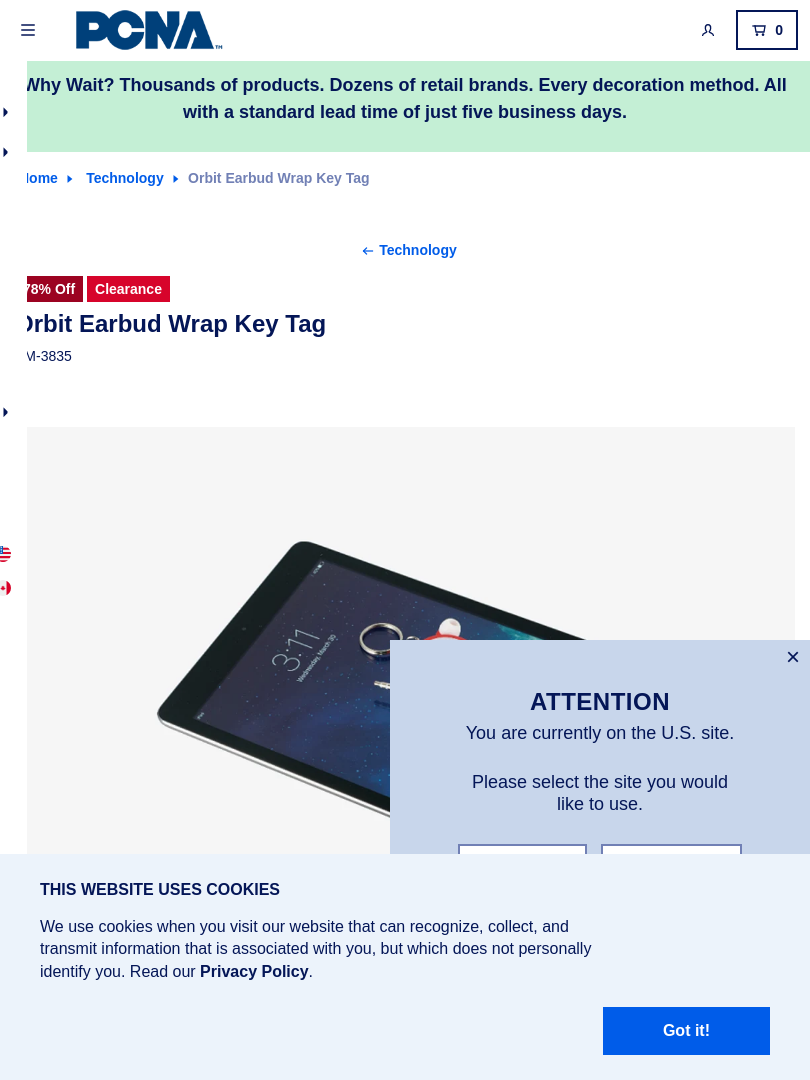 PCNA™
0
Why Wait? Thousands of products. Dozens of retail brands. Every decoration method. All
with a standard lead time of just five business days.
Home Technology Orbit Earbud Wrap Key Tag
Technology
78% Off Clearance
Orbit Earbud Wrap Key Tag
M-3835
3:11
Wednesday, March 30
ATTENTION
You are currently on the U.S. site.
Please select the site you would
like to use.
THIS WEBSITE USES COOKIES
We use cookies when you visit our website that can recognize, collect, and
transmit information that is associated with you, but which does not personally
identify you. Read our Privacy Policy.
Got it!